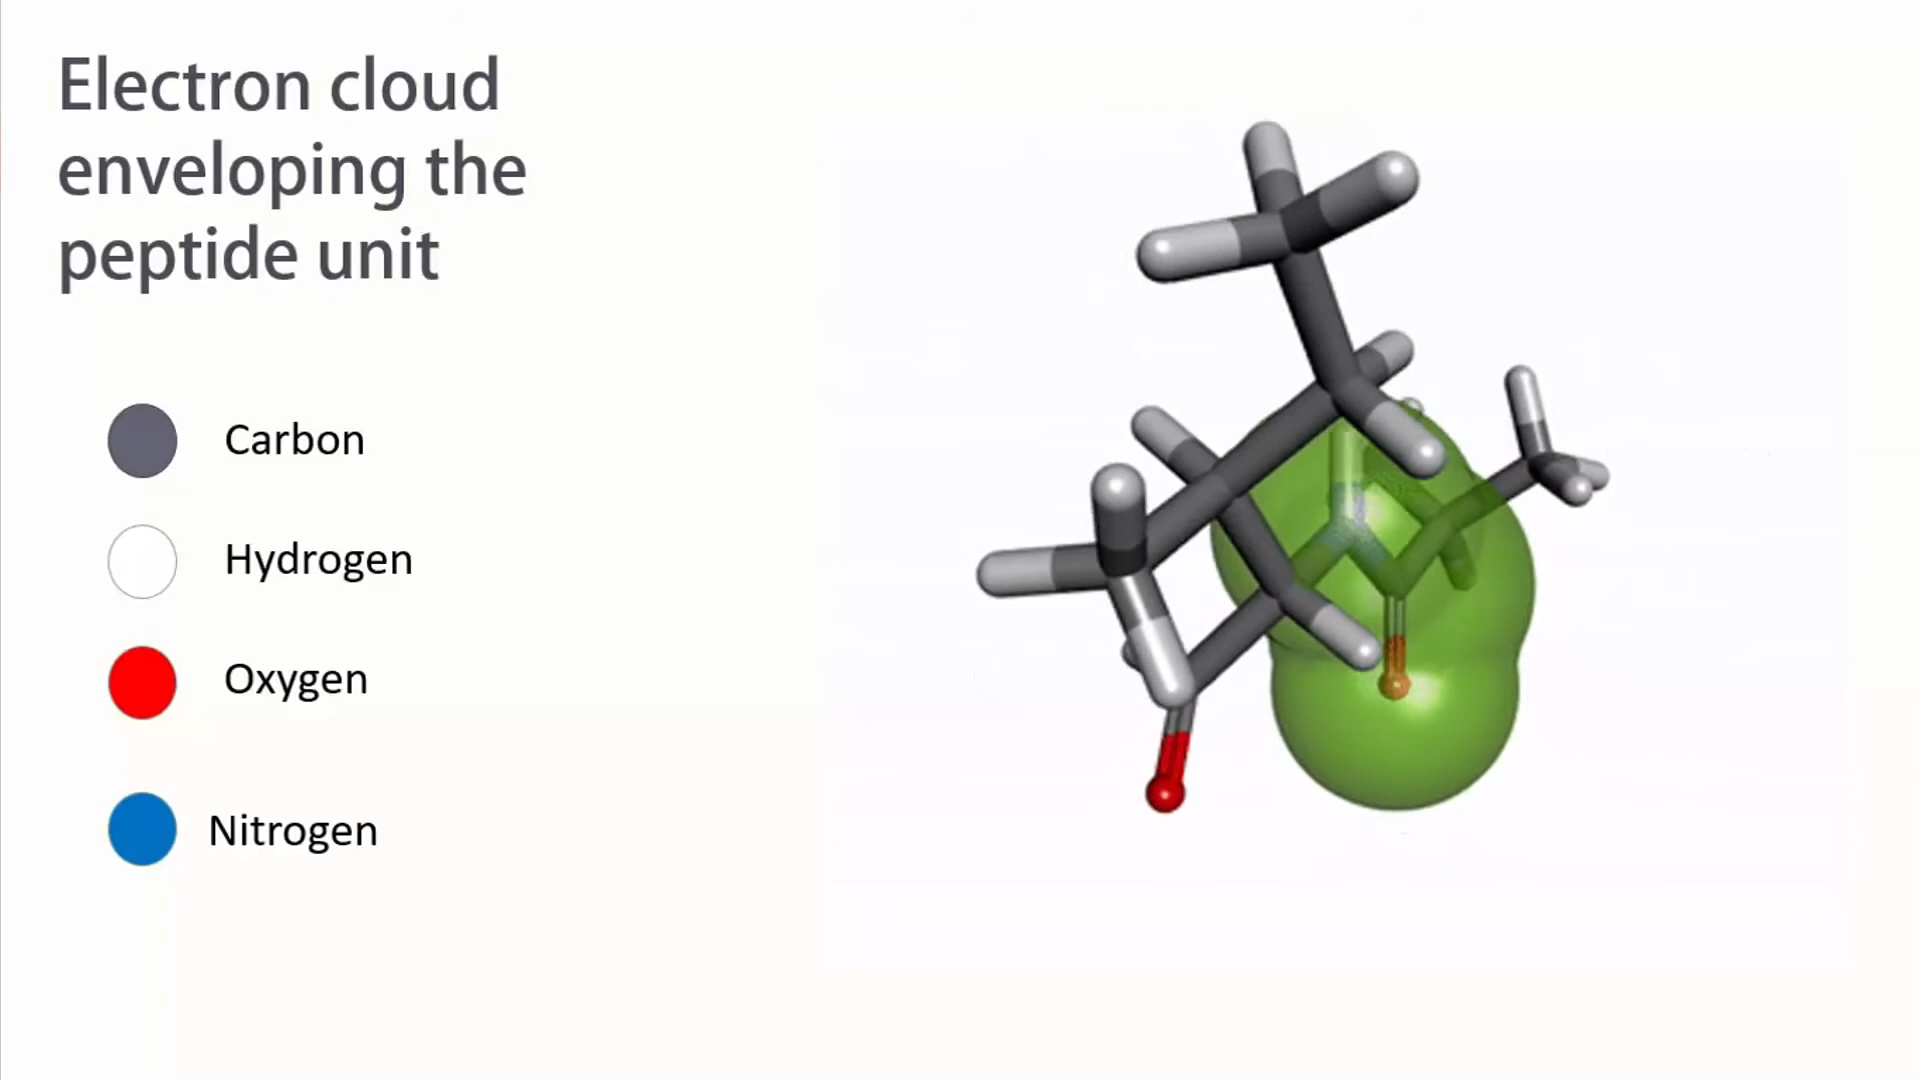 Electron cloud
enveloping the
peptide unit
Carbon
Hydrogen
Oxygen
Nitrogen